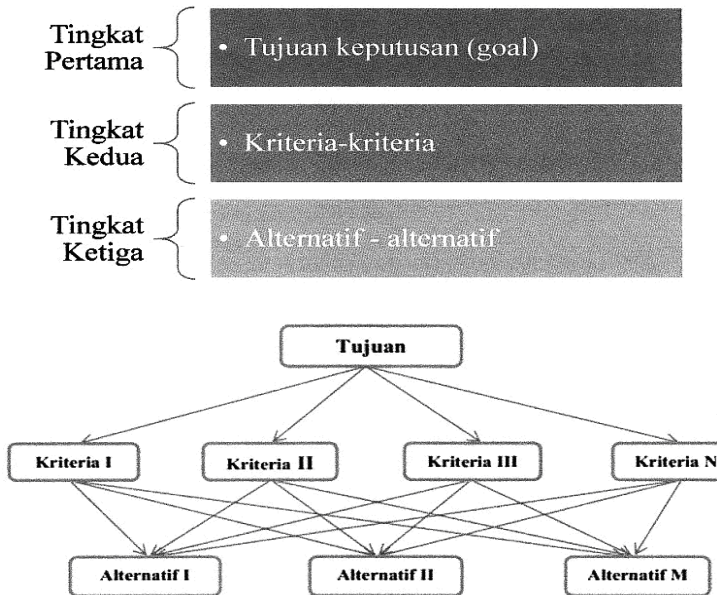 Tingkat
Pertama
• Tujuan keputusan (goal)
Tingkat
Kedua
• Kriteria-kriteria
Tingkat
Ketiga
• Alternatif - alternatif
Tujuan
Kriteria I
Kriteria II
Kriteria III
Kriteria N
Alternatif I
Alternatif II
Alternatif M